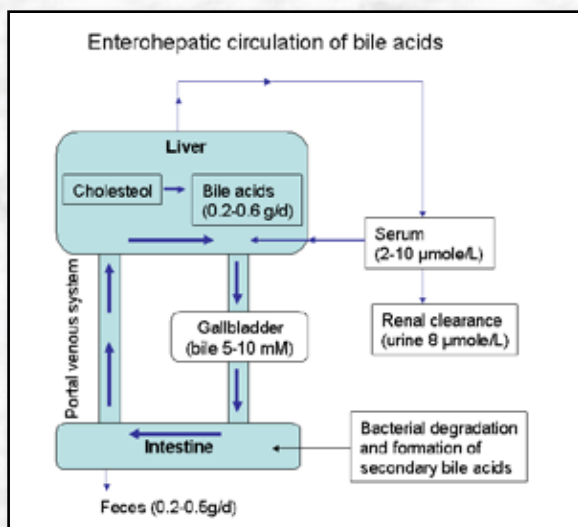 Enterohepatic circulation of bile acids
Liver
Cholesteol
Bile acids
(0.2-0.6 g/d)
Serum
(2-10 µmole/L)
Portal venous system
Gallbladder
(bile 5-10 mM)
Renal clearance
(urine 8 µmole/L)
Intestine
Bacterial degradation
and formation of
secondary bile acids
Feces (0.2-0.5g/d)